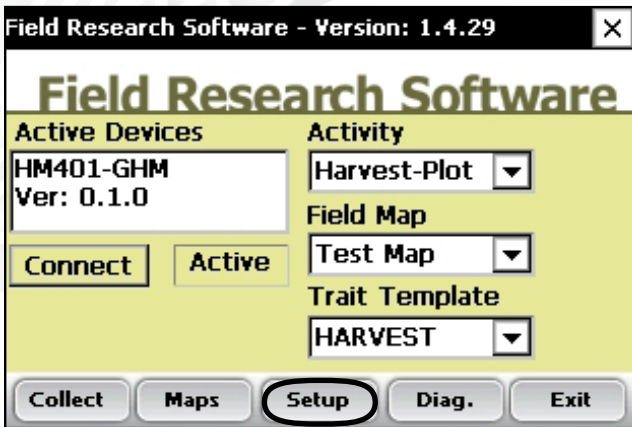 Field Research Software - Version: 1.4.29
Field Research Software
Active Devices
HM401-GHM
Ver: 0.1.0
Connect
Active
Activity
Harvest-Plot
Field Map
Test Map
Trait Template
HARVEST
Collect
Maps
Setup
Diag.
Exit